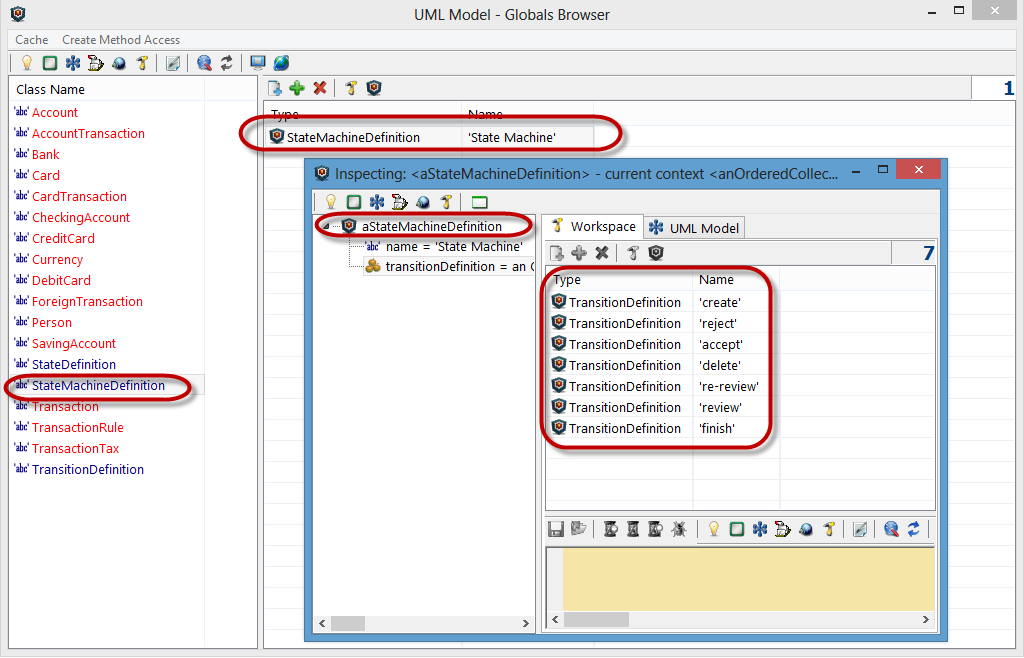 UML Model - Globals Browser
Cache Create Method Access
Class Name
'abc' Account
'abc' AccountTransaction
'abc' Bank
'abc' Card
'abc' CardTransaction
'abc' CheckingAccount
'abc' CreditCard
'abc' Currency
'abc' DebitCard
'abc' ForeignTransaction
'abc' Person
'abc' SavingAccount
'abc' StateDefinition
'abc' StateMachineDefinition
'abc' Transaction
'abc' TransactionRule
'abc' TransactionTax
'abc' TransitionDefinition
1
Type Name
StateMachineDefinition 'State Machine'
Inspecting: <aStateMachineDefinition> - current context <anOrderedCollec...
aStateMachineDefinition
'abc' name = 'State Machine'
transitionDefinition = an
Workspace UML Model
7
Type Name
TransitionDefinition 'create'
TransitionDefinition 'reject'
TransitionDefinition 'accept'
TransitionDefinition 'delete'
TransitionDefinition 're-review'
TransitionDefinition 'review'
TransitionDefinition 'finish'